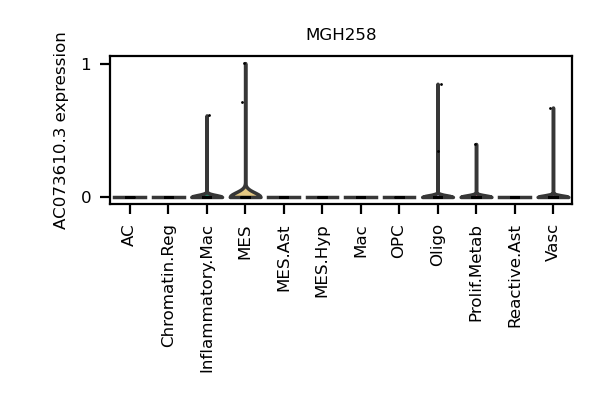 MGH258
AC073610.3 expression
1
0
AC
Chromatin.Reg
Inflammatory.Mac
MES
MES.Ast
MES.Hyp
Mac
OPC
Oligo
Prolif.Metab
Reactive.Ast
Vasc